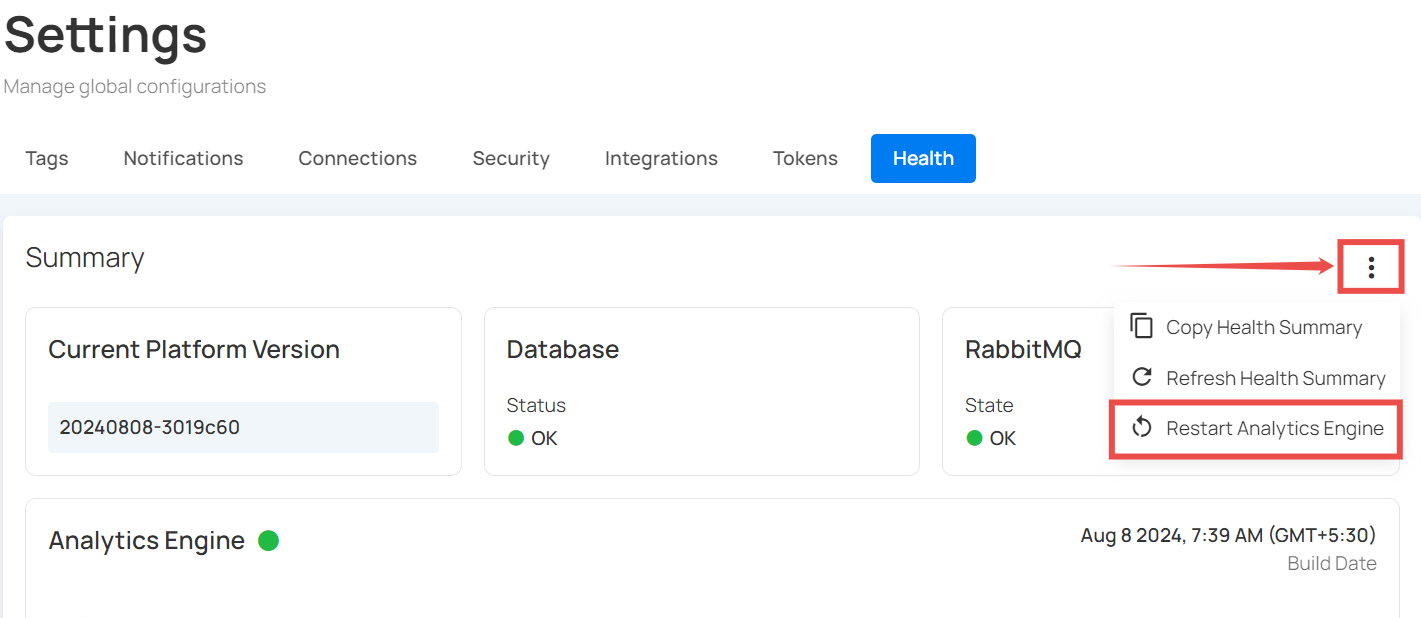 Settings
Manage global configurations
Tags Notifications Connections Security Integrations Tokens Health
Summary
Current Platform Version
20240808-3019c60
Database
Status
OK
RabbitMQ
State
OK
Copy Health Summary
Refresh Health Summary
Restart Analytics Engine
Analytics Engine
Aug 8 2024, 7:39 AM (GMT+5:30)
Build Date